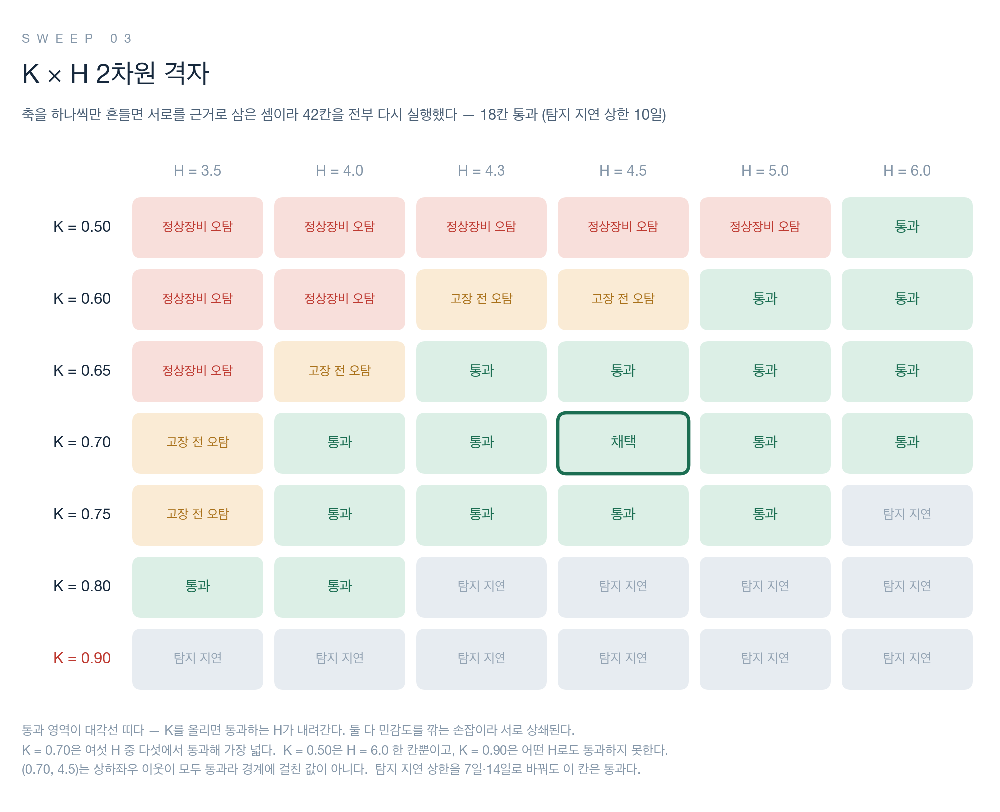 SWEEP 03
K × H 2차원 격자
축을 하나씩만 흔들면 서로를 근거로 삼은 셈이라 42칸을 전부 다시 실행했다 — 18칸 통과 (탐지 지연 상한 10일)
H = 3.5 H = 4.0 H = 4.3 H = 4.5 H = 5.0 H = 6.0
K = 0.50 정상장비 오탐 정상장비 오탐 정상장비 오탐 정상장비 오탐 정상장비 오탐 통과
K = 0.60 정상장비 오탐 정상장비 오탐 고장 전 오탐 고장 전 오탐 통과 통과
K = 0.65 정상장비 오탐 고장 전 오탐 통과 통과 통과 통과
K = 0.70 고장 전 오탐 통과 통과 채택 통과 통과
K = 0.75 고장 전 오탐 통과 통과 통과 통과 탐지 지연
K = 0.80 통과 통과 탐지 지연 탐지 지연 탐지 지연 탐지 지연
K = 0.90 탐지 지연 탐지 지연 탐지 지연 탐지 지연 탐지 지연 탐지 지연
통과 영역이 대각선 띠다 — K를 올리면 통과하는 H가 내려간다. 둘 다 민감도를 깎는 손잡이라 서로 상쇄된다.
K = 0.70은 여섯 H 중 다섯에서 통과해 가장 넓다. K = 0.50은 H = 6.0 한 칸뿐이고, K = 0.90은 어떤 H로도 통과하지 못한다.
(0.70, 4.5)는 상하좌우 이웃이 모두 통과라 경계에 걸친 값이 아니다. 탐지 지연 상한을 7일·14일로 바꿔도 이 칸은 통과다.